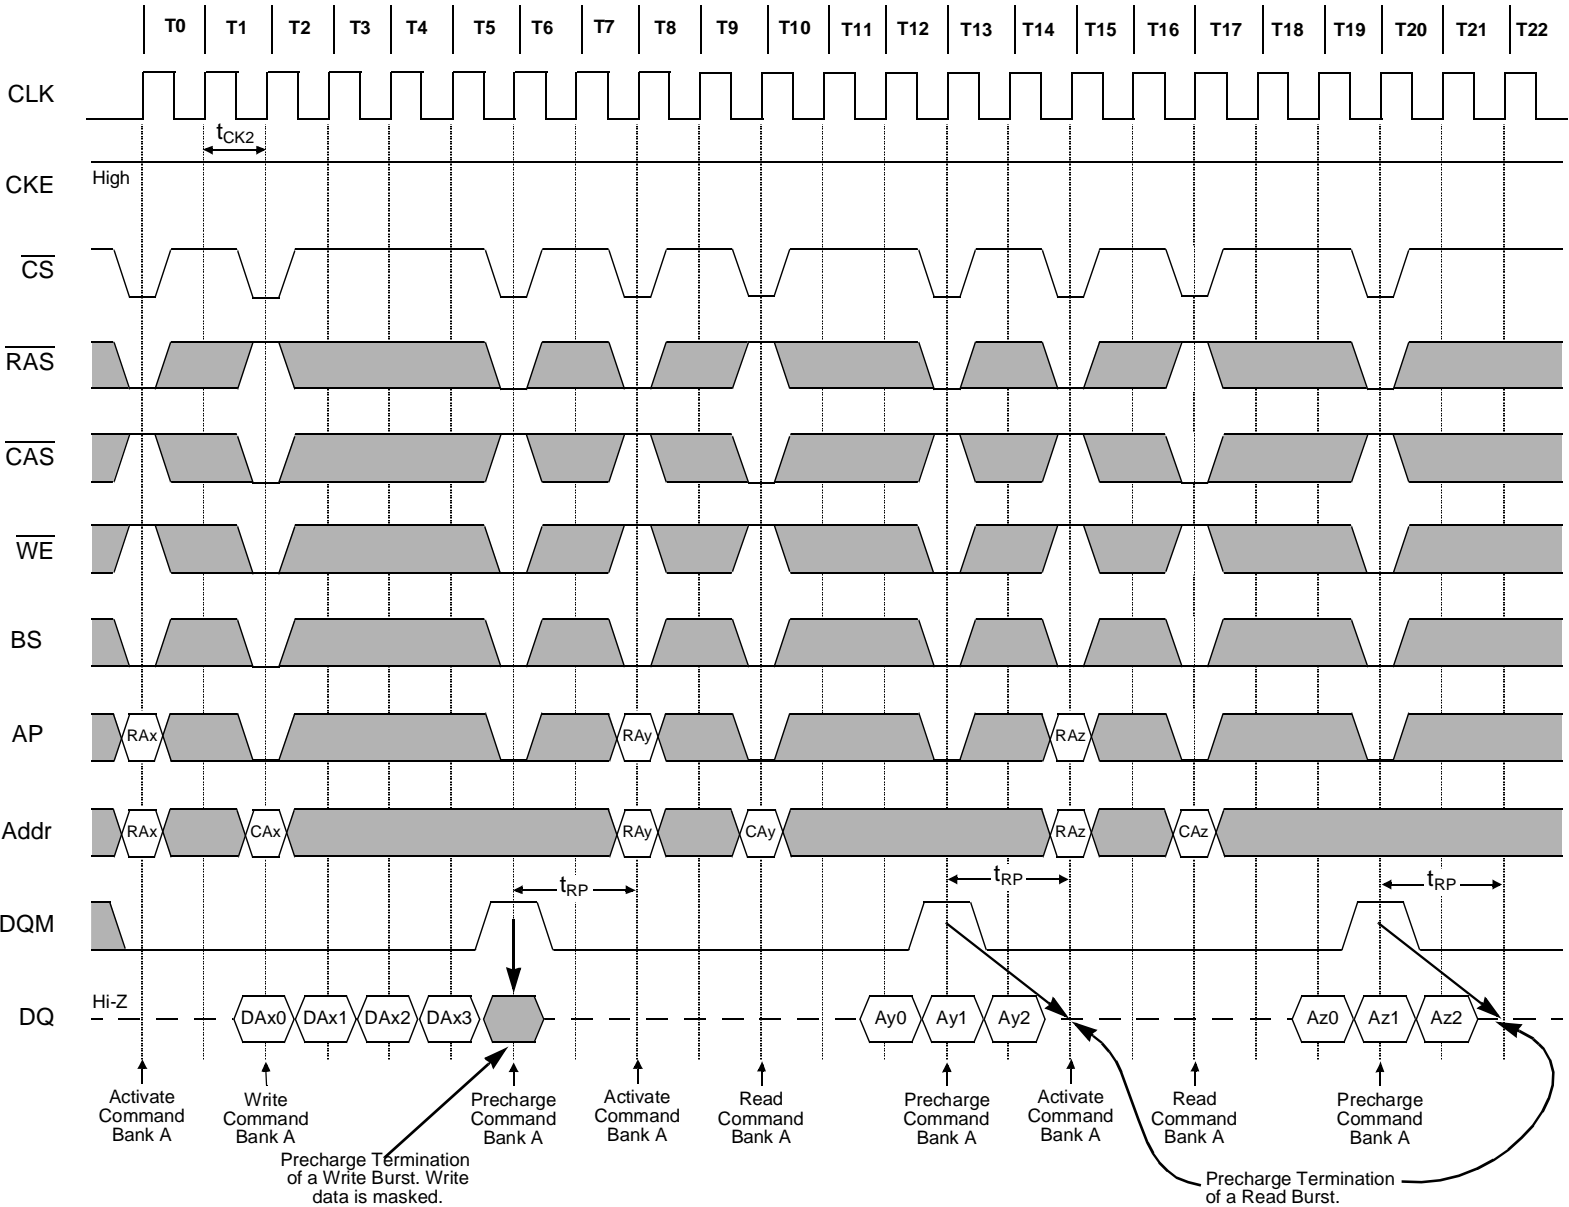 T0 T1 T2 T3 T4 T5 T6 T7 T8 T9 T10 T11 T12 T13 T14 T15 T16 T17 T18 T19 T20 T21 T22
CLK
tCK2
CKE
High
CS
RAS
CAS
WE
BS
AP
RAx RAy RAz
Addr
RAx CAx RAy CAy RAz CAz
tRP tRP tRP
DQM
DQ
Hi-Z
DAx0 DAx1 DAx2 DAx3 Ay0 Ay1 Ay2 Az0 Az1 Az2
Activate
Command
Bank A
Write
Command
Bank A
Precharge
Command
Bank A
Activate
Command
Bank A
Read
Command
Bank A
Precharge
Command
Bank A
Activate
Command
Bank A
Read
Command
Bank A
Precharge
Command
Bank A
Precharge Termination
of a Write Burst. Write
data is masked.
Precharge Termination
of a Read Burst.